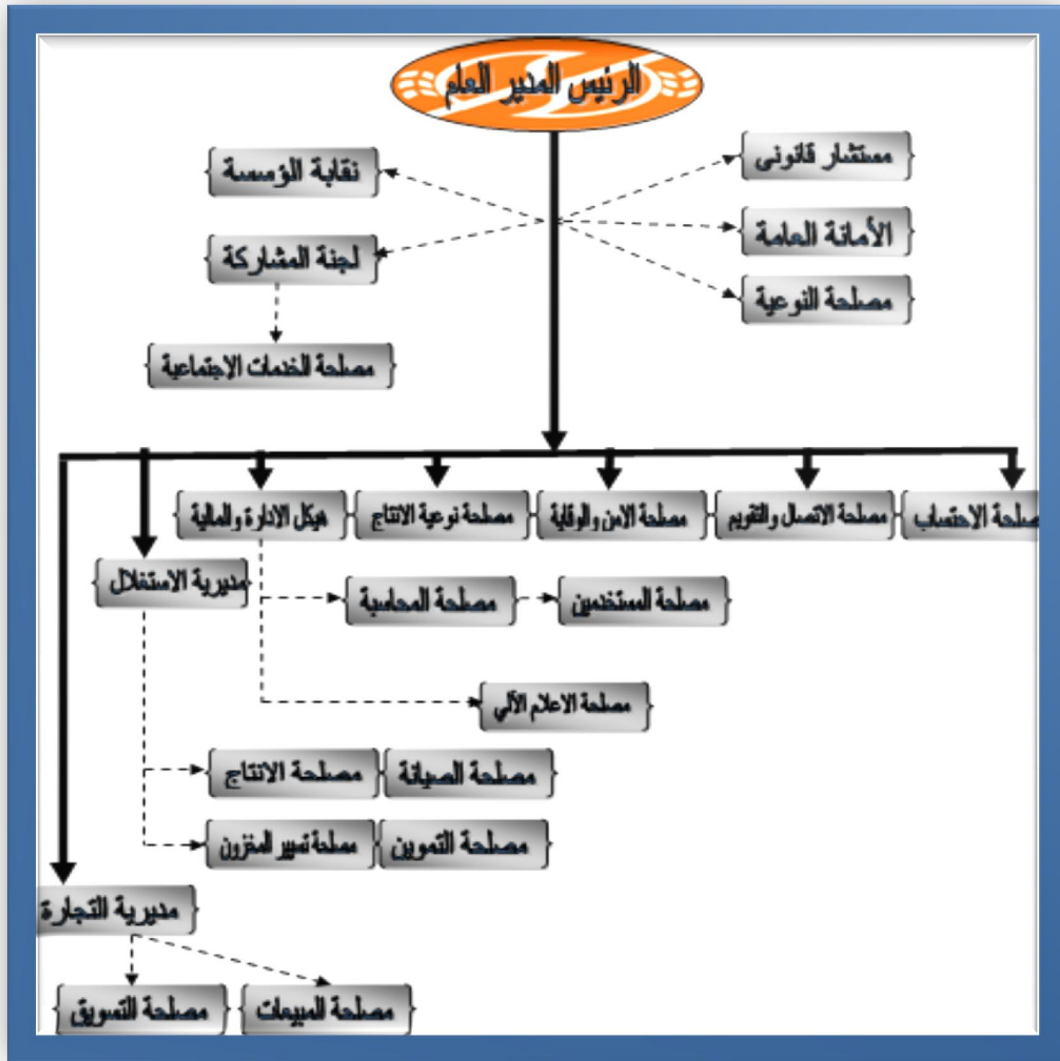 الرئيس المدير العام
مستشار قانونى
نقابة الؤسسة
الأمانة العامة
لجنة المشاركة
مصلحة النوعية
مصلحة الخدمات الاجتماعية
مصلحة الاحتساب
مصلحة الاتصال والتقويم
مصلحة الامن والوقاية
مصلحة نوعية الانتاج
هيكل الادارة والمالية
مديرية الاستغلال
مصلحة المستخدمين
مصلحة المحاسبة
مصلحة الاعلام الآلي
مصلحة الصيانة
مصلحة الانتاج
مصلحة التموين
مصلحة تسيير المخزون
مديرية التجارة
مصلحة المبيعات
مصلحة التسويق